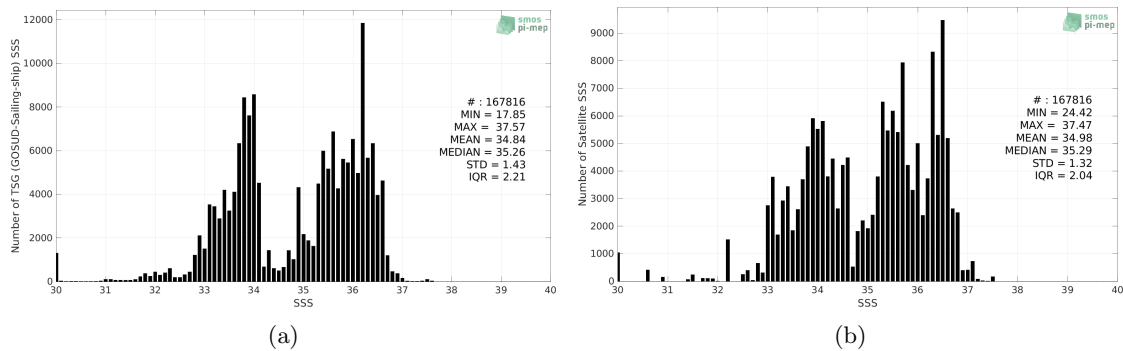 12000
10000
8000
6000
4000
2000
0
Number of TSG (GOSUD-Sailing-ship) SSS
30 31 32 33 34 35 36 37 38 39 40
SSS
smos
pi-mep
# : 167816
MIN = 17.85
MAX = 37.57
MEAN = 34.84
MEDIAN = 35.26
STD = 1.43
IQR = 2.21
(a)
9000
8000
7000
6000
5000
4000
3000
2000
1000
0
Number of Satellite SSS
30 31 32 33 34 35 36 37 38 39 40
SSS
smos
pi-mep
# : 167816
MIN = 24.42
MAX = 37.47
MEAN = 34.98
MEDIAN = 35.29
STD = 1.32
IQR = 2.04
(b)